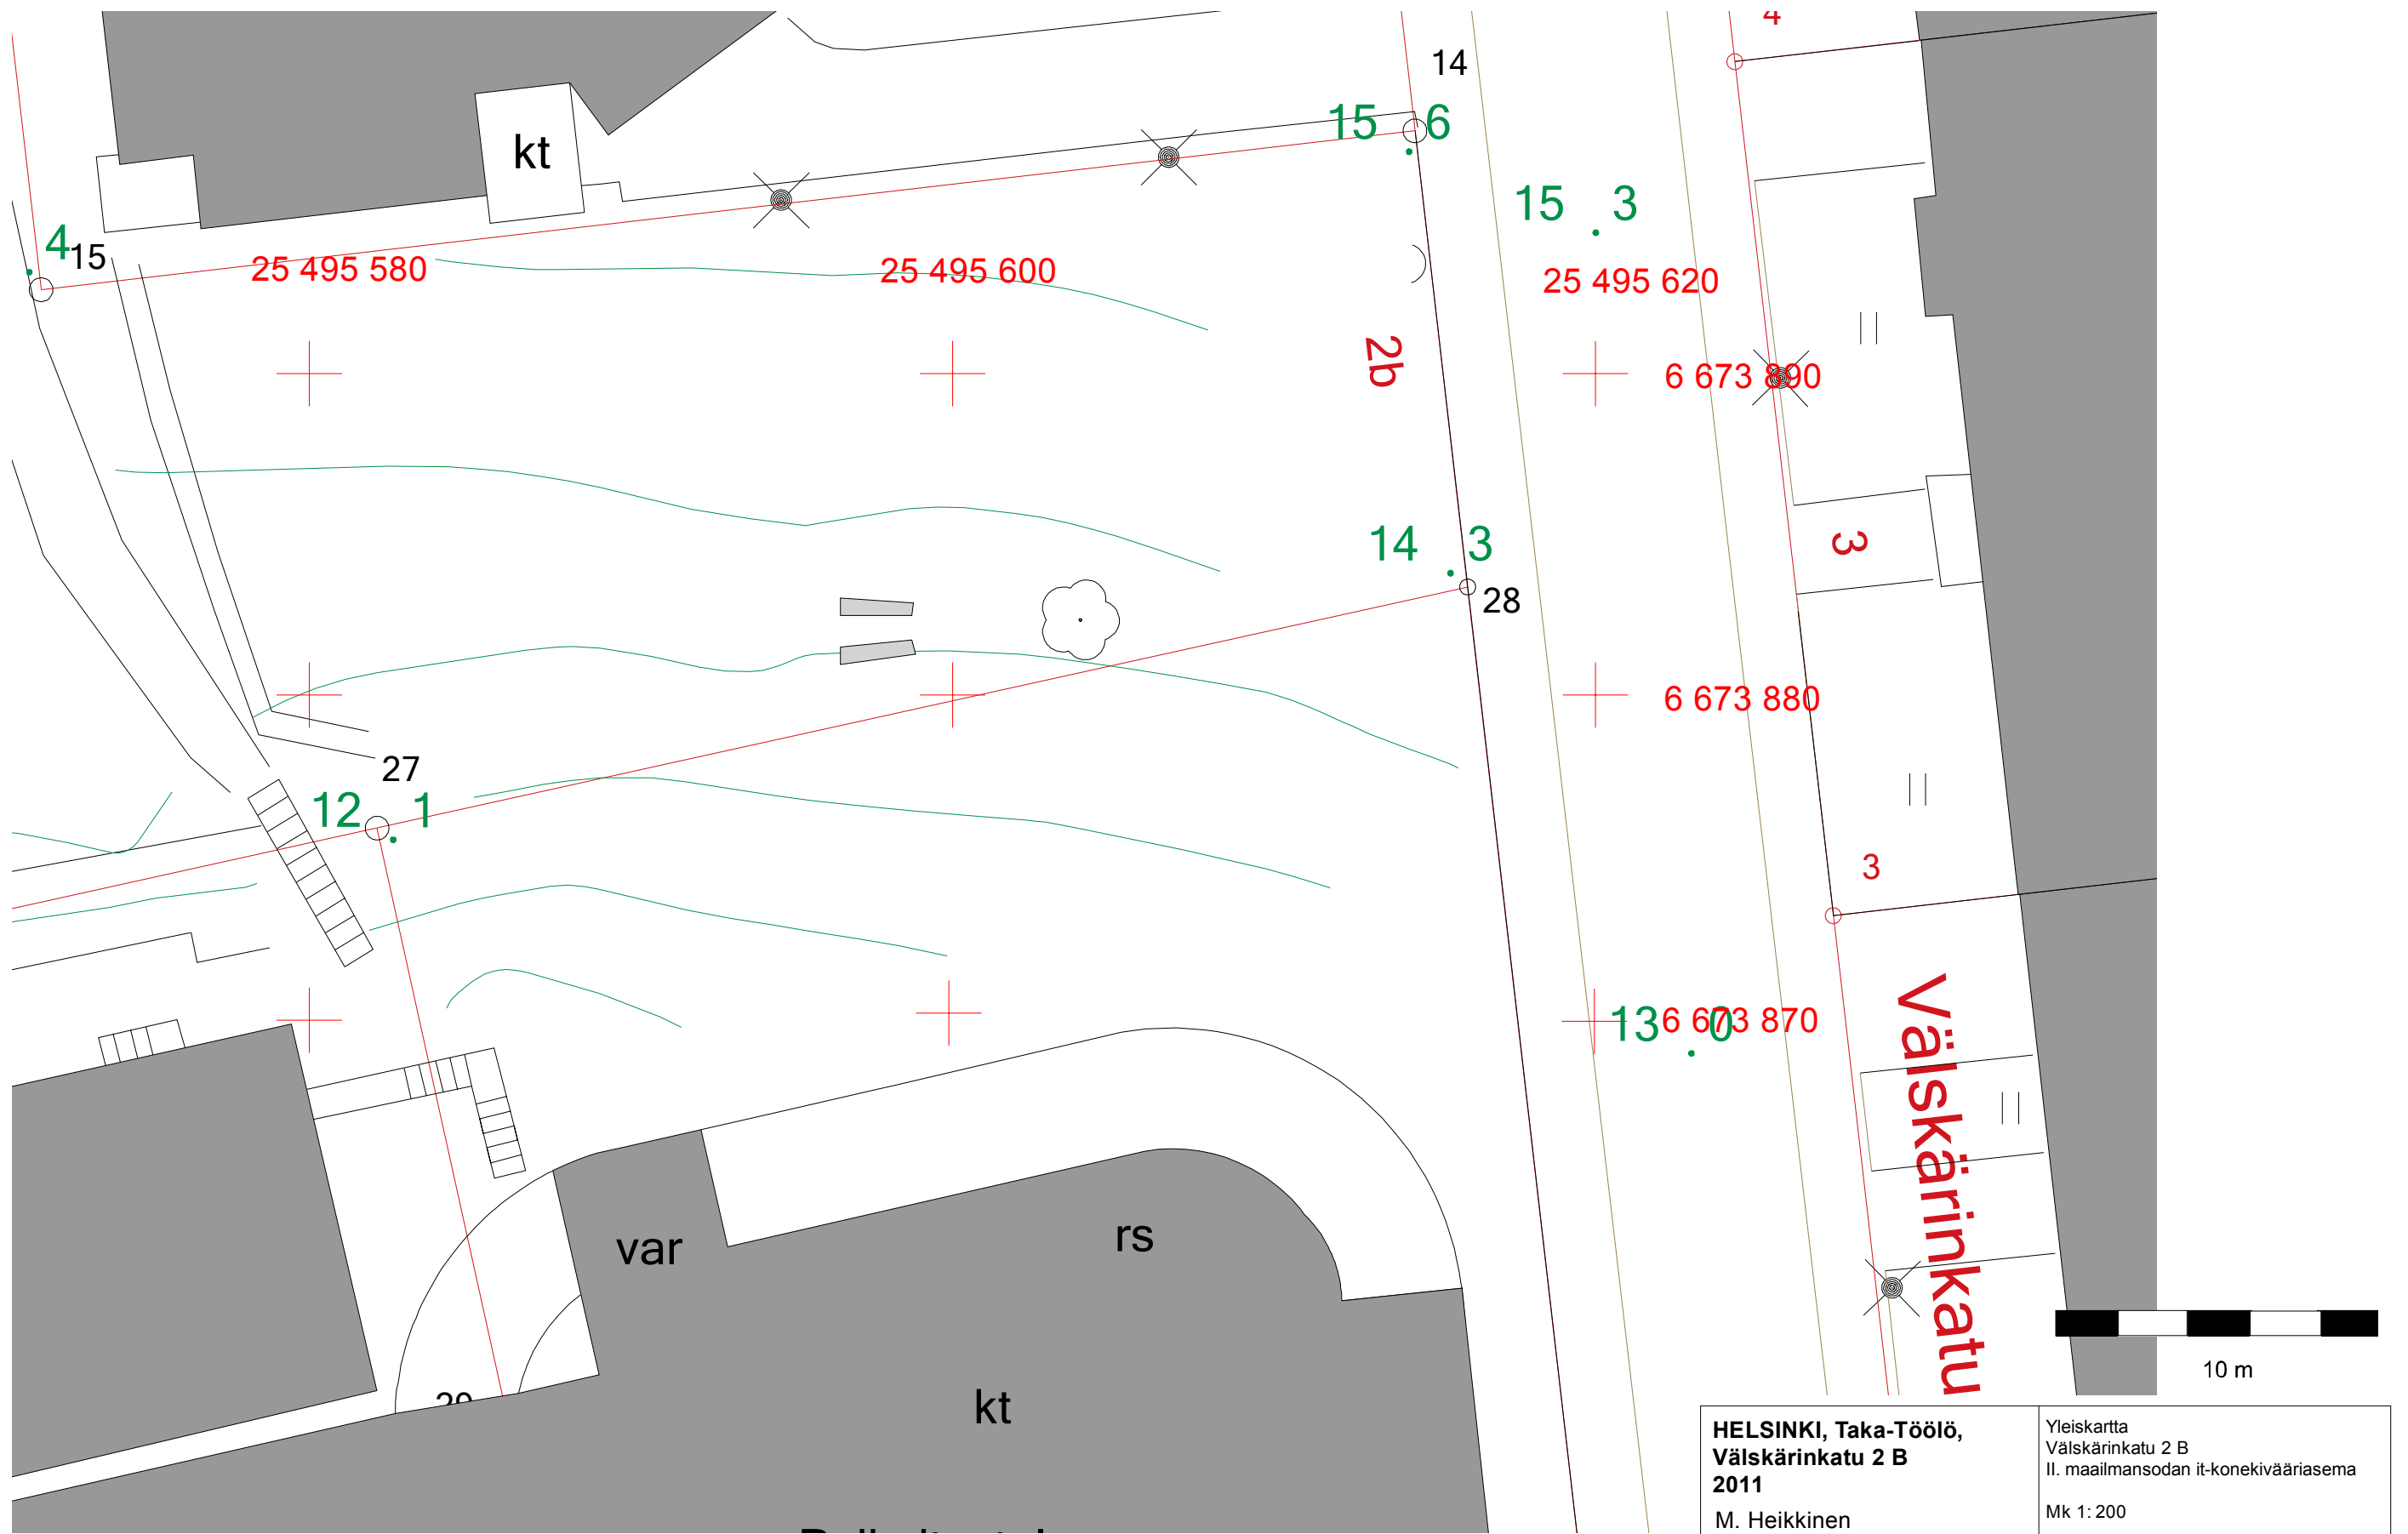 4
14
15 6
kt
15 3
4
15
25 495 580
25 495 600
25 495 620
2b
6 673 890
14 3
3
28
6 673 880
27
12 1
3
13 0
6 673 870
Välskärinkatu
var
rs
kt
10 m
HELSINKI, Taka-Töölö,
Välskärinkatu 2 B
2011
M. Heikkinen
Yleiskartta
Välskärinkatu 2 B
II. maailmansodan it-konekivääriasema
Mk 1: 200